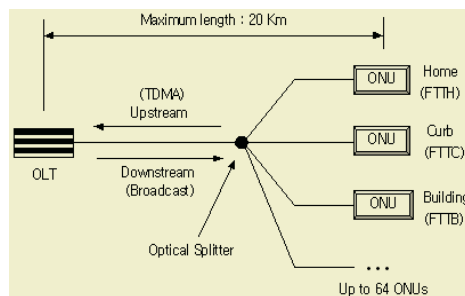 Maximum length : 20 Km
ONU
Home
(FTTH)
(TDMA)
Upstream
ONU
Curb
(FTTC)
OLT
Downstream
(Broadcast)
ONU
Building
(FTTB)
Optical Splitter
...
Up to 64 ONUs